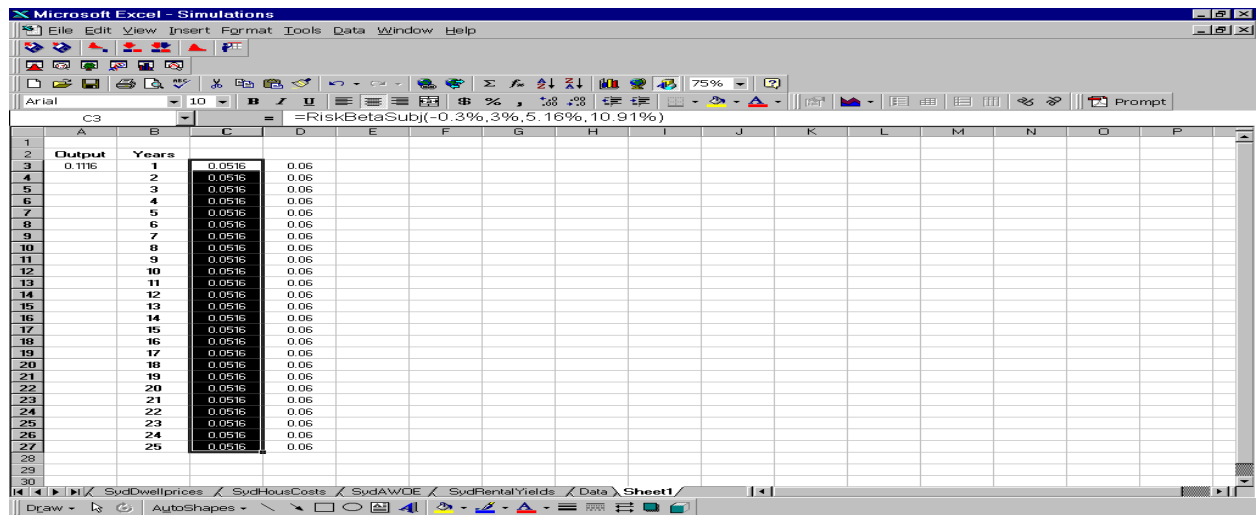 Microsoft Excel - Simulations
File Edit View Insert Format Tools Data Window Help
75%
Arial 10 B I U $ % , Prompt
C3 = =RiskBetaSubj(-0.3%,3%,5.16%,10.91%)
A B C D E F G H I J K L M N O P
1
2 Output Years
3 0.1116 1 0.0516 0.06
4 2 0.0516 0.06
5 3 0.0516 0.06
6 4 0.0516 0.06
7 5 0.0516 0.06
8 6 0.0516 0.06
9 7 0.0516 0.06
10 8 0.0516 0.06
11 9 0.0516 0.06
12 10 0.0516 0.06
13 11 0.0516 0.06
14 12 0.0516 0.06
15 13 0.0516 0.06
16 14 0.0516 0.06
17 15 0.0516 0.06
18 16 0.0516 0.06
19 17 0.0516 0.06
20 18 0.0516 0.06
21 19 0.0516 0.06
22 20 0.0516 0.06
23 21 0.0516 0.06
24 22 0.0516 0.06
25 23 0.0516 0.06
26 24 0.0516 0.06
27 25 0.0516 0.06
28
29
30
SydDwellprices SydHousCosts SydAWOE SydRentalYields Data Sheet1
Draw AutoShapes